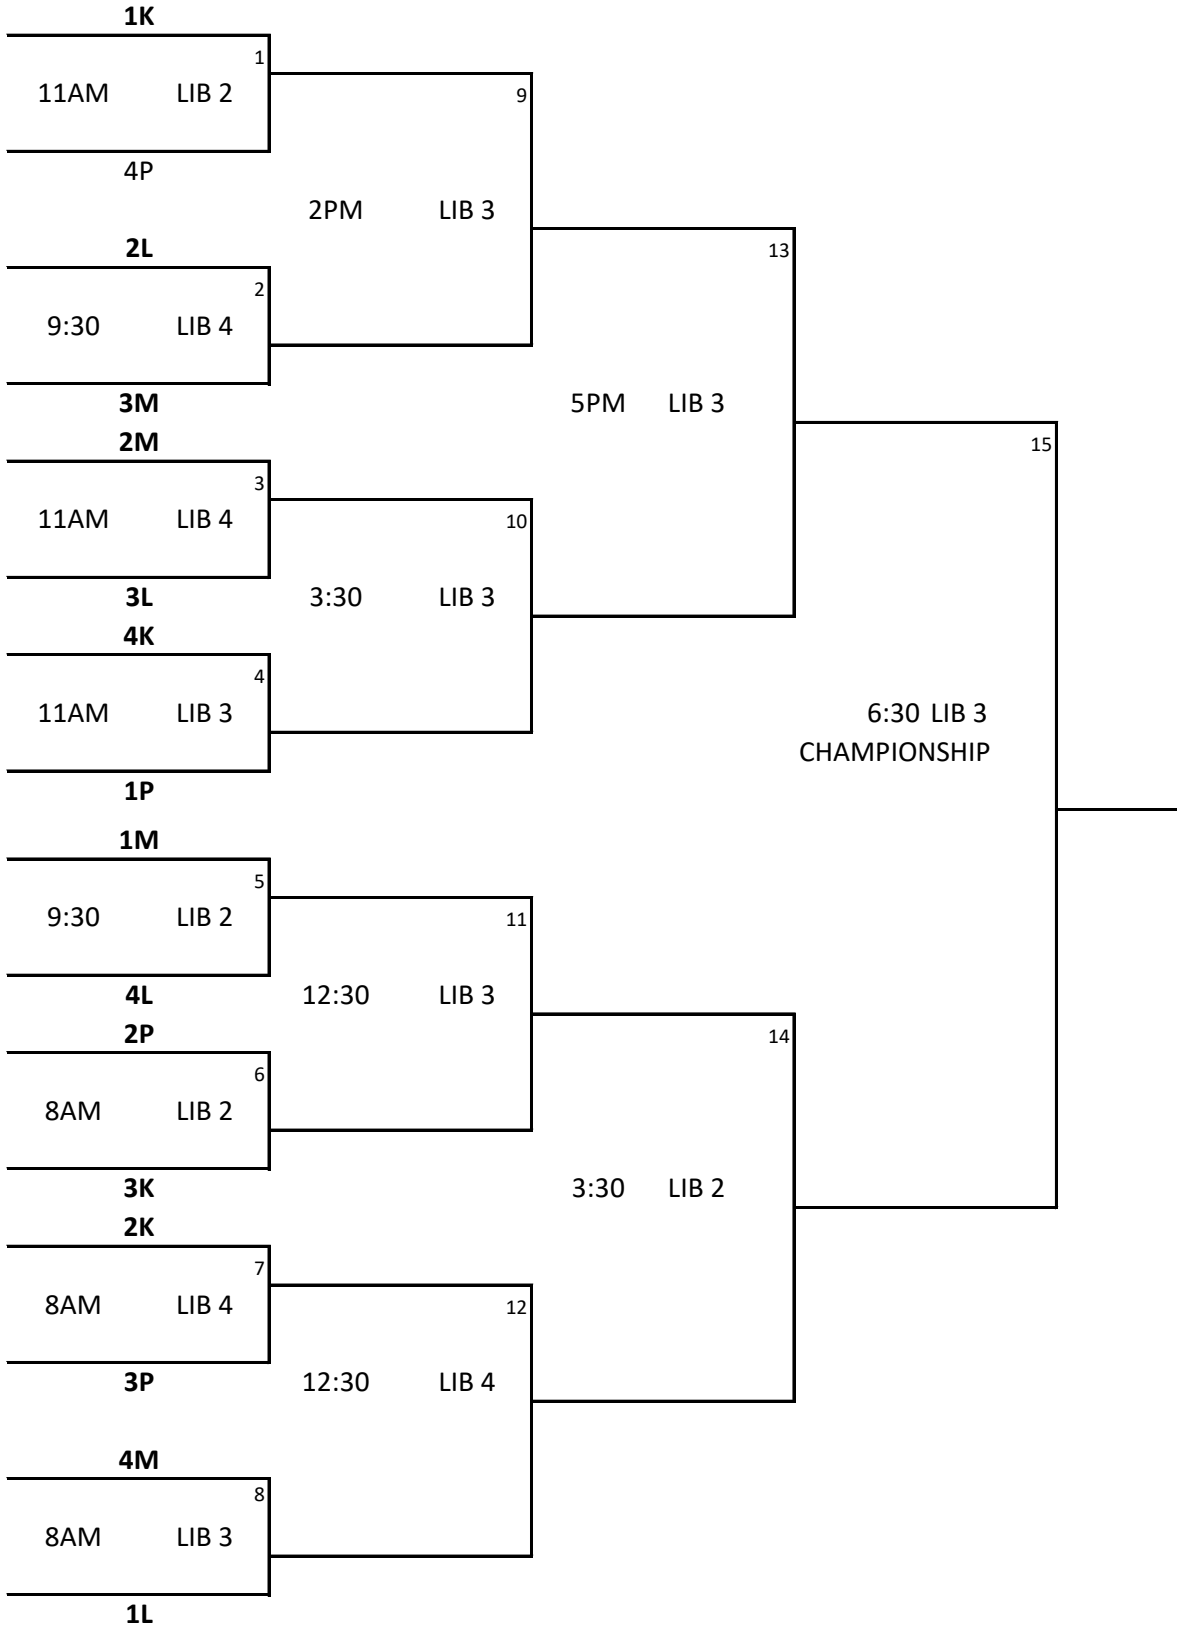 1K
1
11AM LIB 2
9
4P
2PM LIB 3
2L
13
2
9:30 LIB 4
3M
5PM LIB 3
2M
15
3
11AM LIB 4
10
3L
3:30 LIB 3
4K
4
11AM LIB 3
6:30 LIB 3
CHAMPIONSHIP
1P
1M
5
9:30 LIB 2
11
4L
12:30 LIB 3
2P
14
6
8AM LIB 2
3K
3:30 LIB 2
2K
7
8AM LIB 4
12
3P
12:30 LIB 4
4M
8
8AM LIB 3
1L